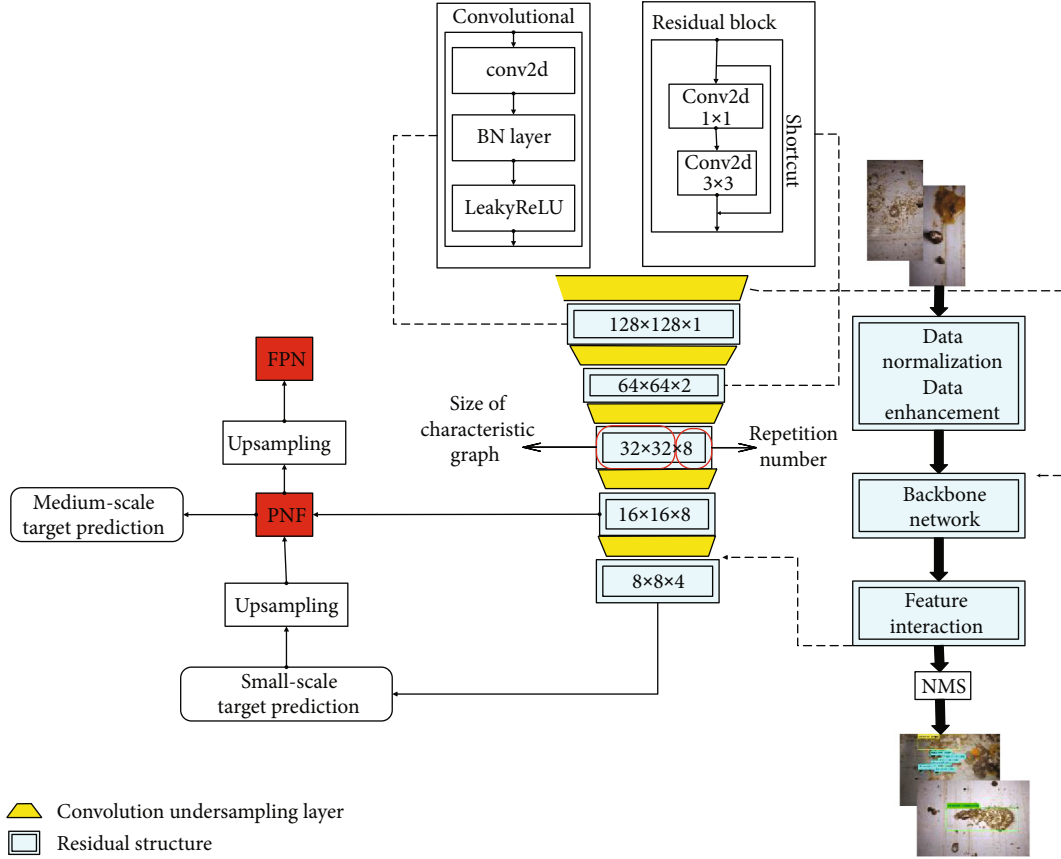 Convolutional
conv2d
BN layer
LeakyReLU
Residual block
Conv2d
1×1
Conv2d
3×3
Shortcut
128×128×1
64×64×2
32×32×8
16×16×8
8×8×4
Size of
characteristic
graph
Repetition
number
FPN
Upsampling
PNF
Medium-scale
target prediction
Upsampling
Small-scale
target prediction
Data
normalization
Data
enhancement
Backbone
network
Feature
interaction
NMS
Convolution undersampling layer
Residual structure